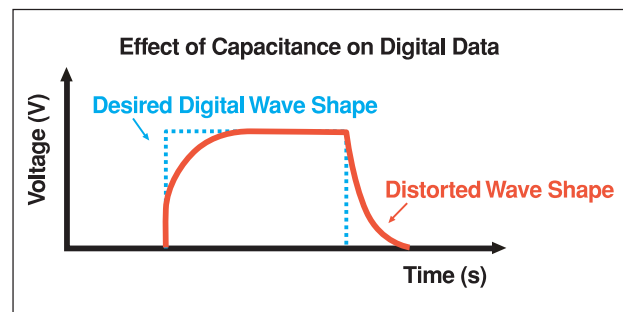 Effect of Capacitance on Digital Data
Desired Digital Wave Shape
Voltage (V)
Distorted Wave Shape
Time (s)